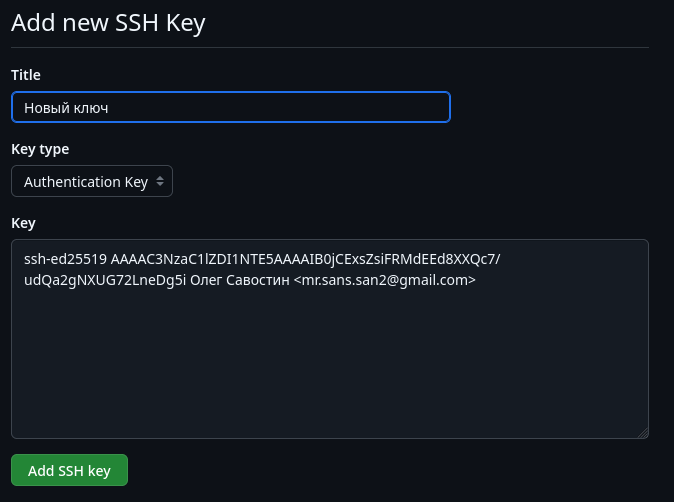 Add new SSH Key
Title
Новый ключ
Key type
Authentication Key
Key
ssh-ed25519 AAAAC3NzaC1lZDI1NTE5AAAAIB0jCExsZsiFRMdEEd8XXQc7/
udQa2gNXUG72LneDg5i Олег Савостин <mr.sans.san2@gmail.com>
Add SSH key